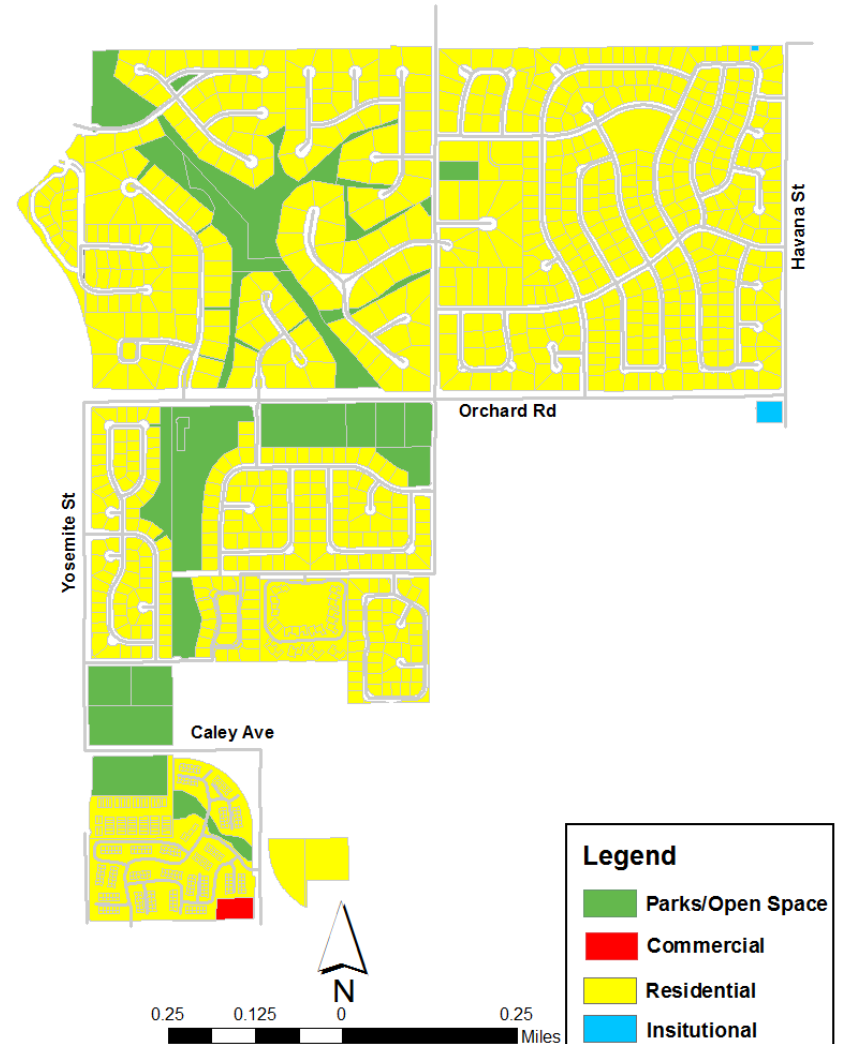 Havana St
Orchard Rd
Yosemite St
Caley Ave
Legend
Parks/Open Space
Commercial
Residential
Insitutional
N
0.25 0.125 0 0.25
Miles